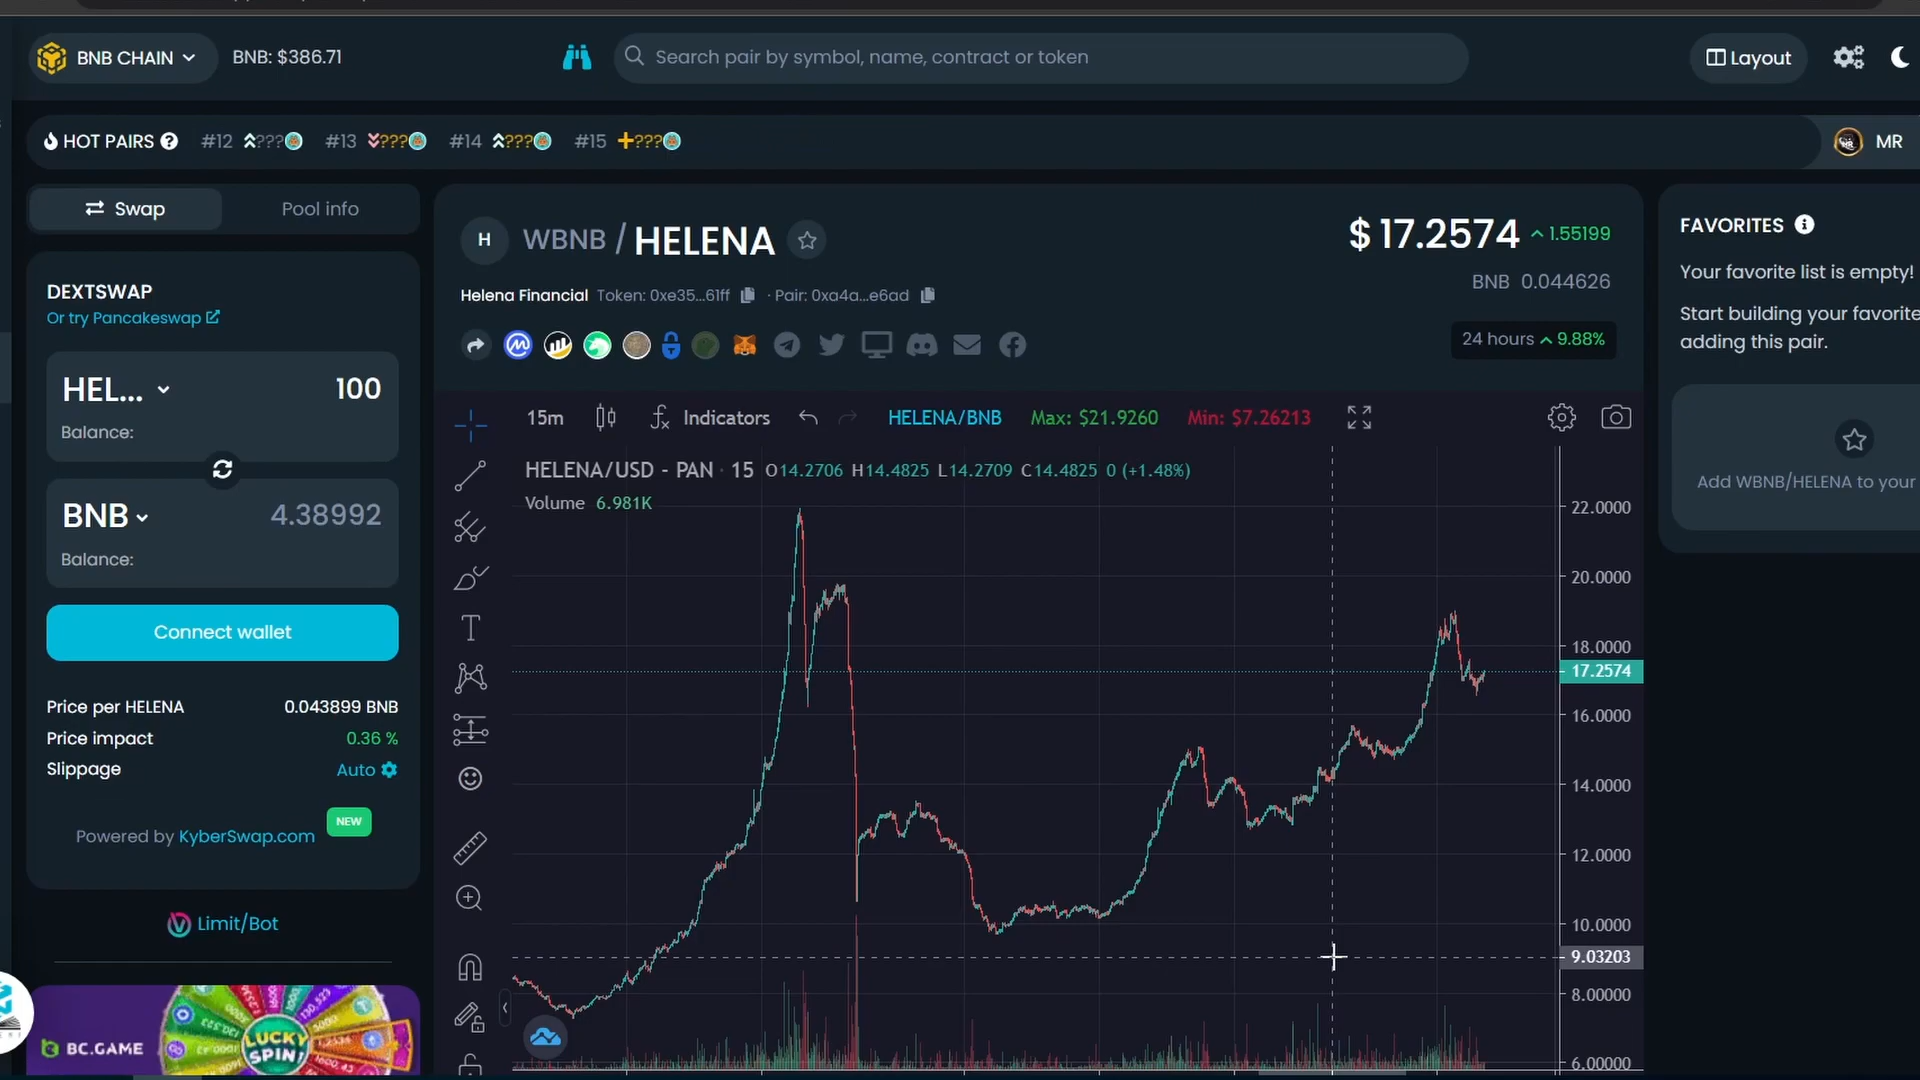 BNB CHAIN BNB: $386.71 Search pair by symbol, name, contract or token Layout
HOT PAIRS ? #12 ??? #13 ??? #14 ??? #15 +??? MR
Swap Pool info
DEXTSWAP
Or try Pancakeswap
HEL... 100
Balance:
BNB 4.38992
Balance:
Connect wallet
Price per HELENA 0.043899 BNB
Price impact 0.36 %
Slippage Auto
NEW
Powered by KyberSwap.com
Limit/Bot
BC.GAME
LUCKY
SPIN!
H WBNB / HELENA
$ 17.2574 1.55199
BNB 0.044626
Helena Financial Token: 0xe35...61ff · Pair: 0xa4a...e6ad
24 hours 9.88%
15m fx Indicators HELENA/BNB Max: $21.9260 Min: $7.26213
HELENA/USD - PAN · 15 O14.2706 H14.4825 L14.2709 C14.4825 0 (+1.48%)
Volume 6.981K
22.0000
20.0000
18.0000
17.2574
16.0000
14.0000
12.0000
10.0000
9.03203
8.00000
6.00000
FAVORITES
Your favorite list is empty!
Start building your favorite
adding this pair.
Add WBNB/HELENA to your